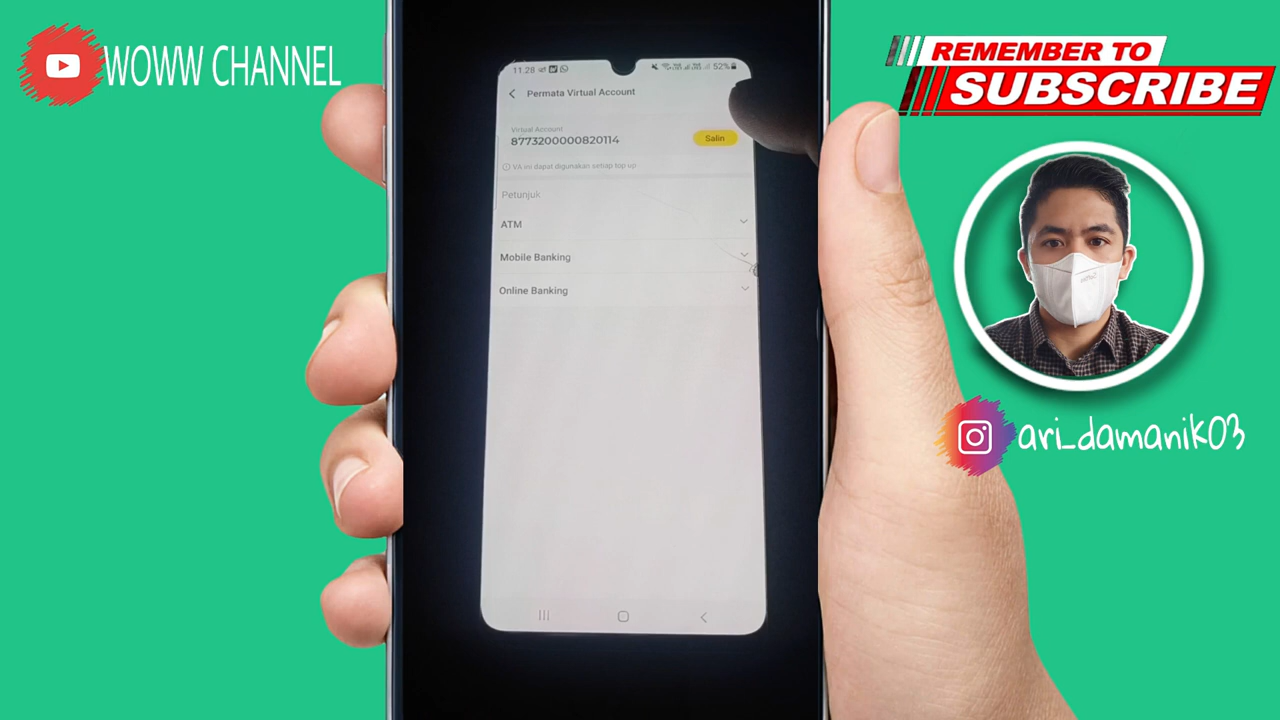 WOWW CHANNEL
REMEMBER TO
SUBSCRIBE
11.28
52%
Permata Virtual Account
Virtual Account
8773200000820114
Salin
VA ini dapat digunakan setiap top up
Petunjuk
ATM
Mobile Banking
Online Banking
ari_damanik03